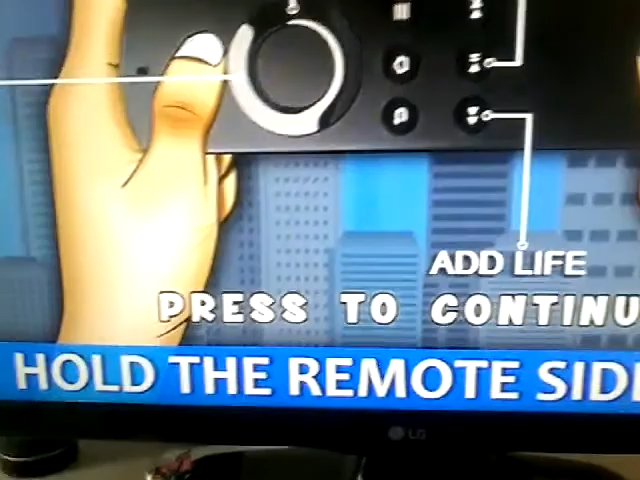 ADD LIFE
PRESS TO CONTINU
HOLD THE REMOTE SID
LG